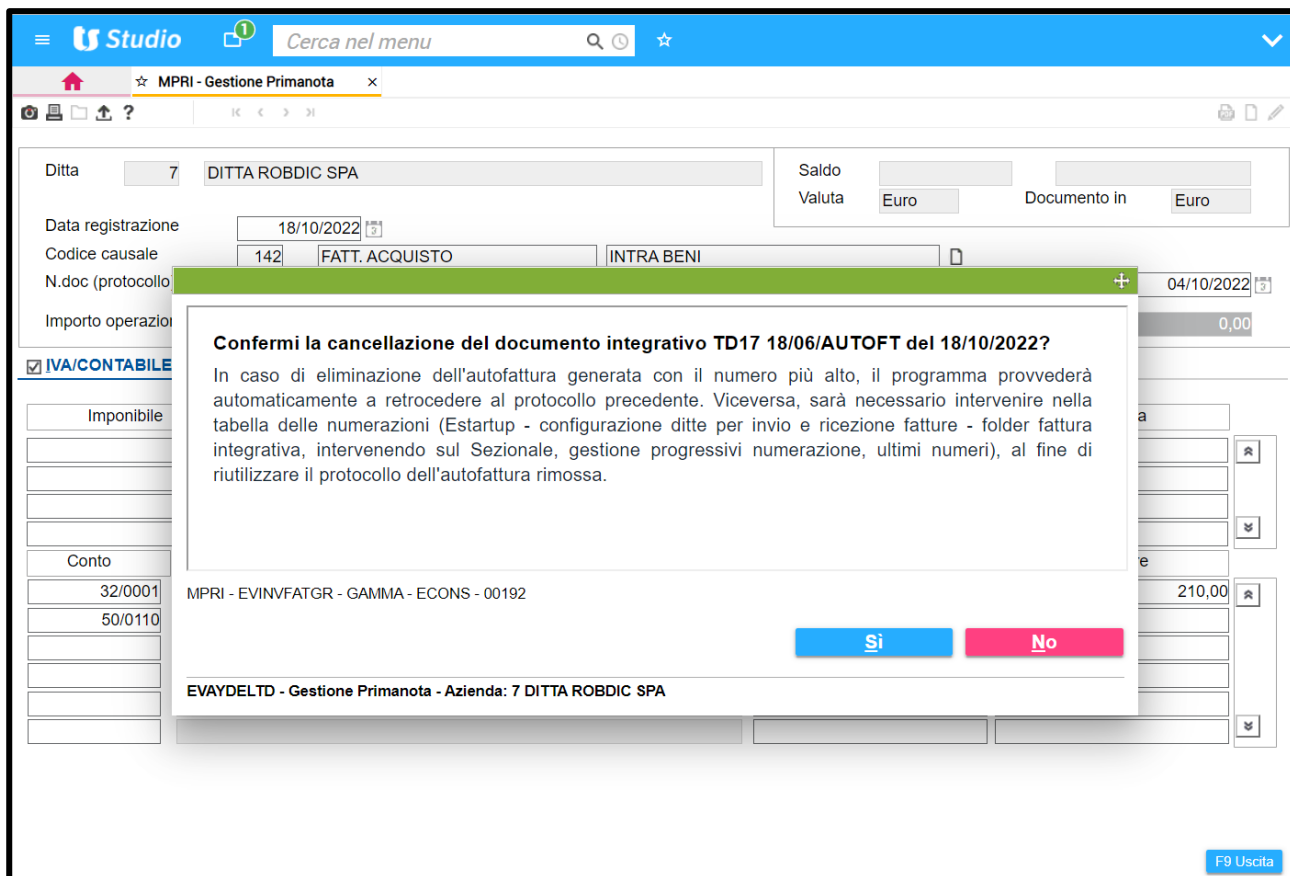 Studio
1
Cerca nel menu
MPRI - Gestione Primanota
x
?
Ditta 7 DITTA ROBDIC SPA
Saldo
Valuta Euro Documento in Euro
Data registrazione 18/10/2022
Codice causale 142 FATT. ACQUISTO INTRA BENI
N.doc (protocollo) 04/10/2022
Importo operazion 0,00
IVA/CONTABILE
Confermi la cancellazione del documento integrativo TD17 18/06/AUTOFT del 18/10/2022?
In caso di eliminazione dell'autofattura generata con il numero più alto, il programma provvederà
automaticamente a retrocedere al protocollo precedente. Viceversa, sarà necessario intervenire nella
tabella delle numerazioni (Estartup - configurazione ditte per invio e ricezione fatture - folder fattura
integrativa, intervenendo sul Sezionale, gestione progressivi numerazione, ultimi numeri), al fine di
riutilizzare il protocollo dell'autofattura rimossa.
MPRI - EVINVFATGR - GAMMA - ECONS - 00192
Sì No
EVAYDELTD - Gestione Primanota - Azienda: 7 DITTA ROBDIC SPA
Imponibile a
Conto e
32/0001 210,00
50/0110
F9 Uscita